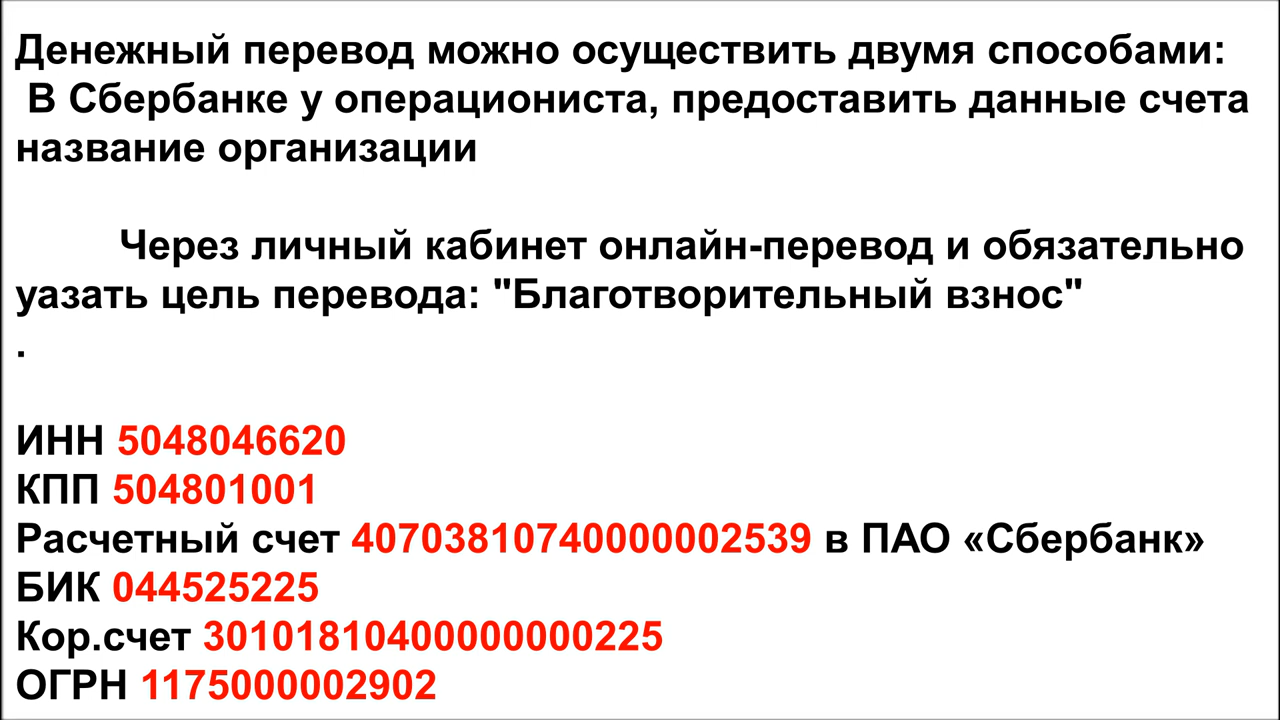 Денежный перевод можно осуществить двумя способами:
В Сбербанке у операциониста, предоставить данные счета
название организации
Через личный кабинет онлайн-перевод и обязательно
уазать цель перевода: "Благотворительный взнос"
.
ИНН 5048046620
КПП 504801001
Расчетный счет 40703810740000002539 в ПАО «Сбербанк»
БИК 044525225
Кор.счет 30101810400000000225
ОГРН 1175000002902